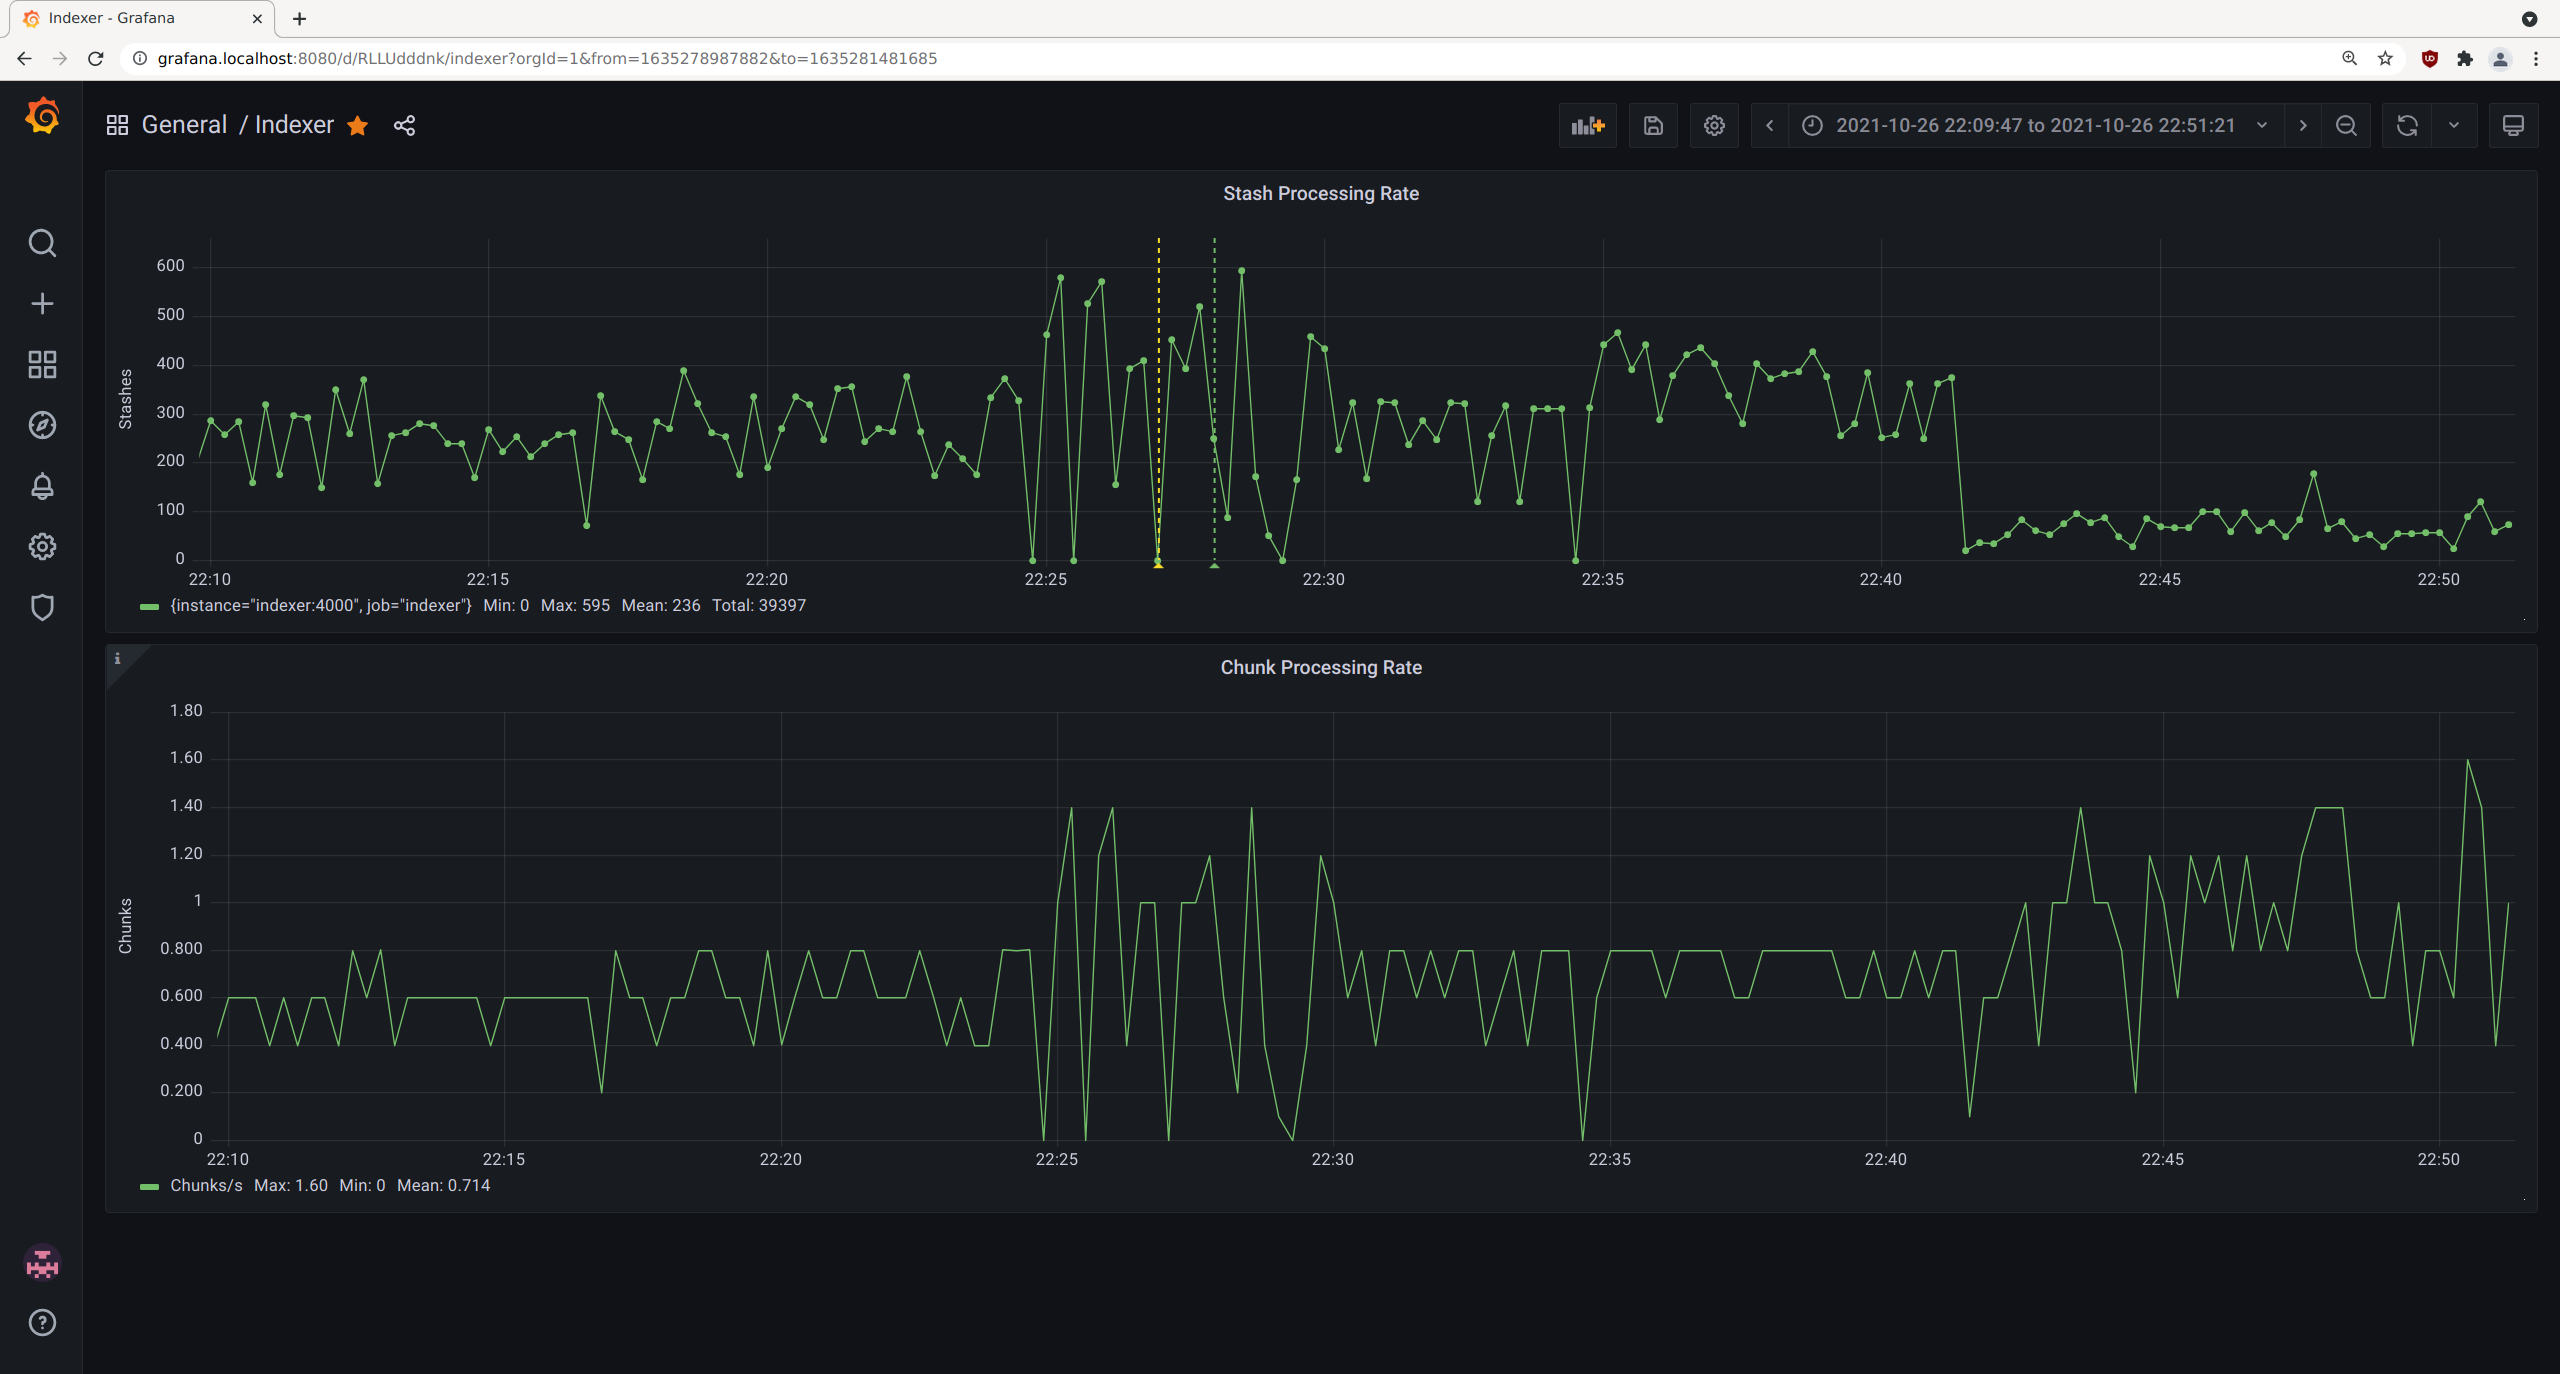 Indexer - Grafana
grafana.localhost:8080/d/RLLUdddnk/indexer?orgId=1&from=1635278987882&to=1635281481685
General / Indexer
2021-10-26 22:09:47 to 2021-10-26 22:51:21
Stash Processing Rate
Stashes
600
500
400
300
200
100
0
22:10 22:15 22:20 22:25 22:30 22:35 22:40 22:45 22:50
{instance="indexer:4000", job="indexer"} Min: 0 Max: 595 Mean: 236 Total: 39397
Chunk Processing Rate
Chunks
1.80
1.60
1.40
1.20
1
0.800
0.600
0.400
0.200
0
22:10 22:15 22:20 22:25 22:30 22:35 22:40 22:45 22:50
Chunks/s Max: 1.60 Min: 0 Mean: 0.714